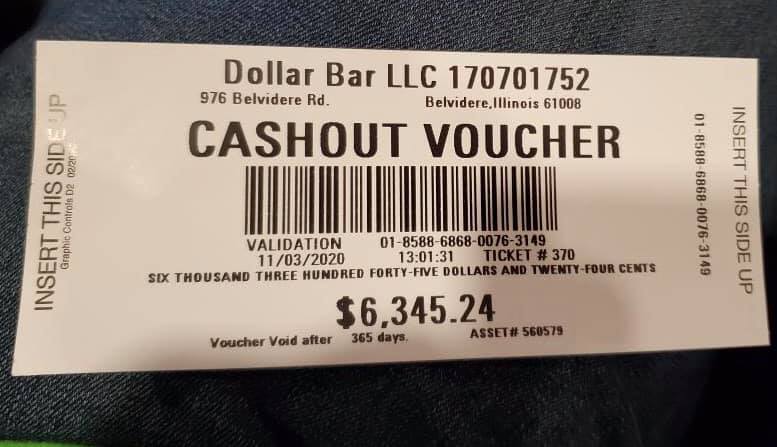 Dollar Bar LLC 170701752
976 Belvidere Rd. Belvidere,Illinois 61008
CASHOUT VOUCHER
VALIDATION 01-8588-6868-0076-3149
11/03/2020 13:01:31 TICKET # 370
SIX THOUSAND THREE HUNDRED FORTY-FIVE DOLLARS AND TWENTY-FOUR CENTS
$6,345.24
Voucher Void after 365 days. ASSET# 560579
INSERT THIS SIDE UP
Graphic Controls D2
01-8588-6868-0076-3149
INSERT THIS SIDE UP